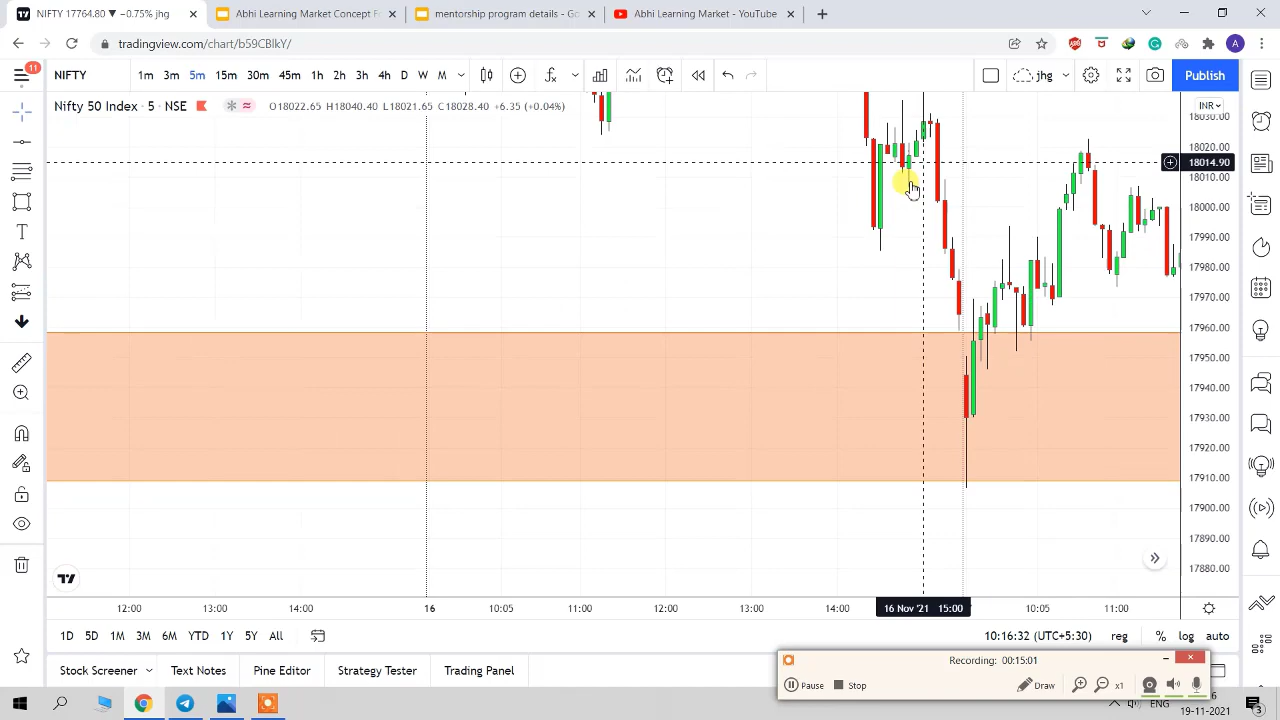 NIFTY 17764.80 ▼ −0.75% jhg
Abhi Learning Market Content F
membership program details - Go
Abhi Learning Market - YouTube
tradingview.com/chart/b59CBlkY/
11
NIFTY
1m 3m 5m 15m 30m 45m 1h 2h 3h 4h D W M
jhg
Publish
Nifty 50 Index · 5 · NSE
O18022.65 H18040.40 L18021.65 C18028.40 +6.35 (+0.04%)
INR
18030.00
18020.00
18014.90
18010.00
18000.00
17990.00
17980.00
17970.00
17960.00
17950.00
17940.00
17930.00
17920.00
17910.00
17900.00
17890.00
17880.00
12:00 13:00 14:00 16 10:05 11:00 12:00 13:00 14:00 16 Nov '21 15:00 10:05 11:00
1D 5D 1M 3M 6M YTD 1Y 5Y All
10:16:32 (UTC+5:30) reg % log auto
Stock Screener Text Notes Pine Editor Strategy Tester Trading Panel
Recording: 00:15:01
Pause Stop Draw x1
ENG
19-11-2021
3